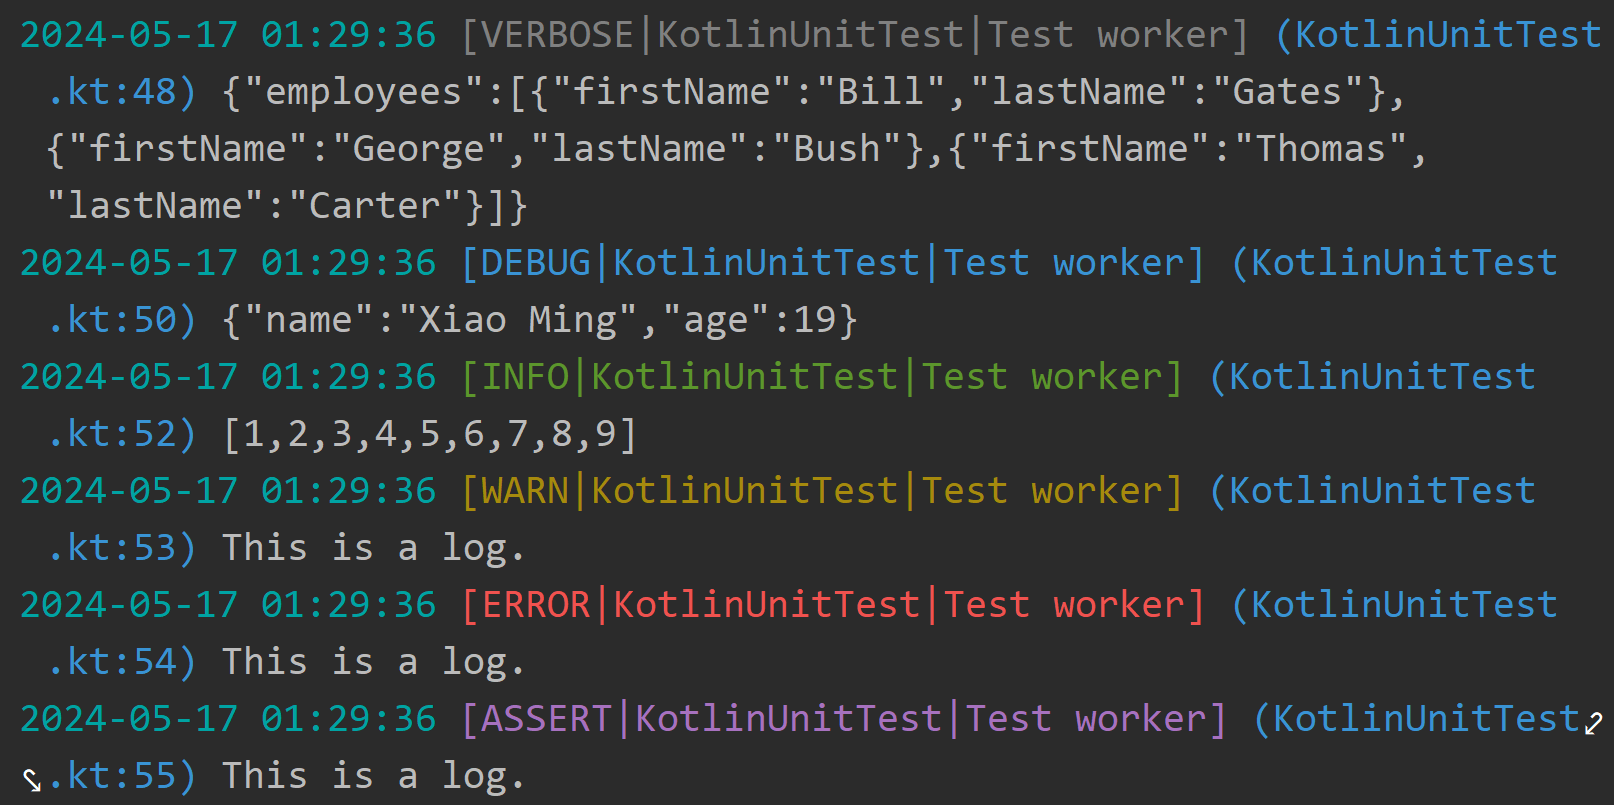 2024-05-17 01:29:36 [VERBOSE|KotlinUnitTest|Test worker] (KotlinUnitTest
.kt:48) {"employees":[{"firstName":"Bill","lastName":"Gates"},
{"firstName":"George","lastName":"Bush"},{"firstName":"Thomas",
"lastName":"Carter"}]}
2024-05-17 01:29:36 [DEBUG|KotlinUnitTest|Test worker] (KotlinUnitTest
.kt:50) {"name":"Xiao Ming","age":19}
2024-05-17 01:29:36 [INFO|KotlinUnitTest|Test worker] (KotlinUnitTest
.kt:52) [1,2,3,4,5,6,7,8,9]
2024-05-17 01:29:36 [WARN|KotlinUnitTest|Test worker] (KotlinUnitTest
.kt:53) This is a log.
2024-05-17 01:29:36 [ERROR|KotlinUnitTest|Test worker] (KotlinUnitTest
.kt:54) This is a log.
2024-05-17 01:29:36 [ASSERT|KotlinUnitTest|Test worker] (KotlinUnitTest
.kt:55) This is a log.